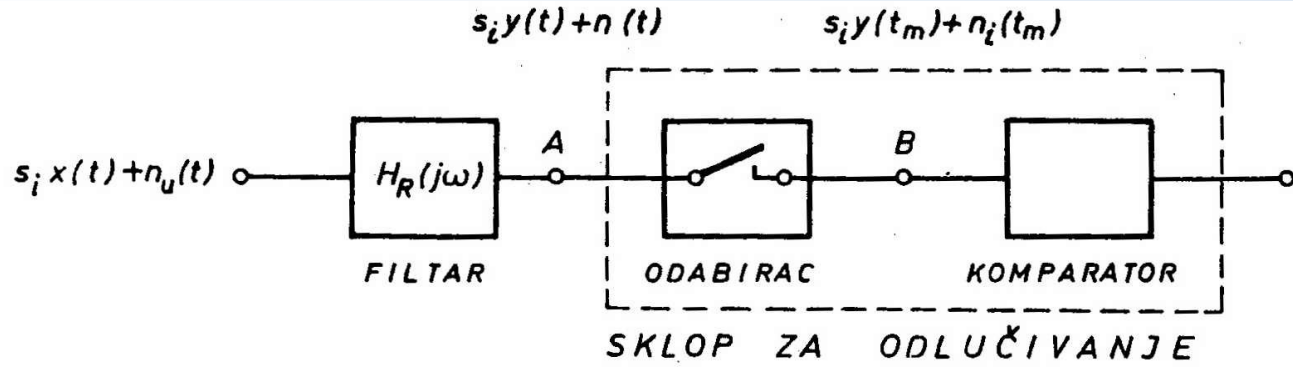 s_i y(t)+n(t)
s_i y(t_m)+n_i(t_m)
s_i x(t)+n_u(t)
H_R(jω)
A
B
FILTAR
ODABIRAC
KOMPARATOR
SKLOP ZA ODLUČIVANJE